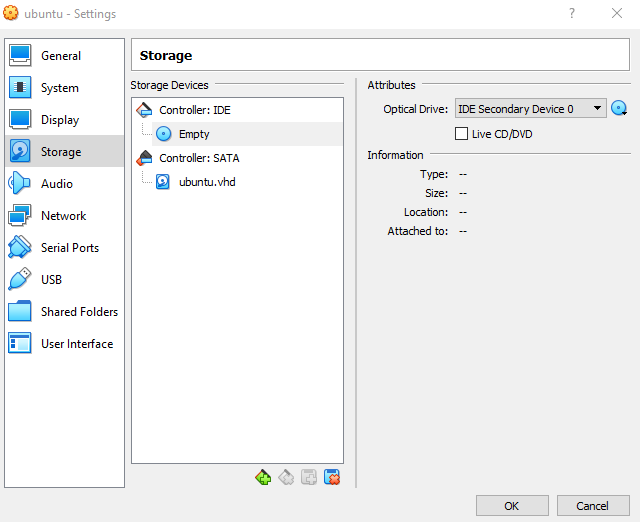 ubuntu - Settings
?
General
System
Display
Storage
Audio
Network
Serial Ports
USB
Shared Folders
User Interface
Storage
Storage Devices
Controller: IDE
Empty
Controller: SATA
ubuntu.vhd
Attributes
Optical Drive: IDE Secondary Device 0
Live CD/DVD
Information
Type: --
Size: --
Location: --
Attached to: --
OK
Cancel